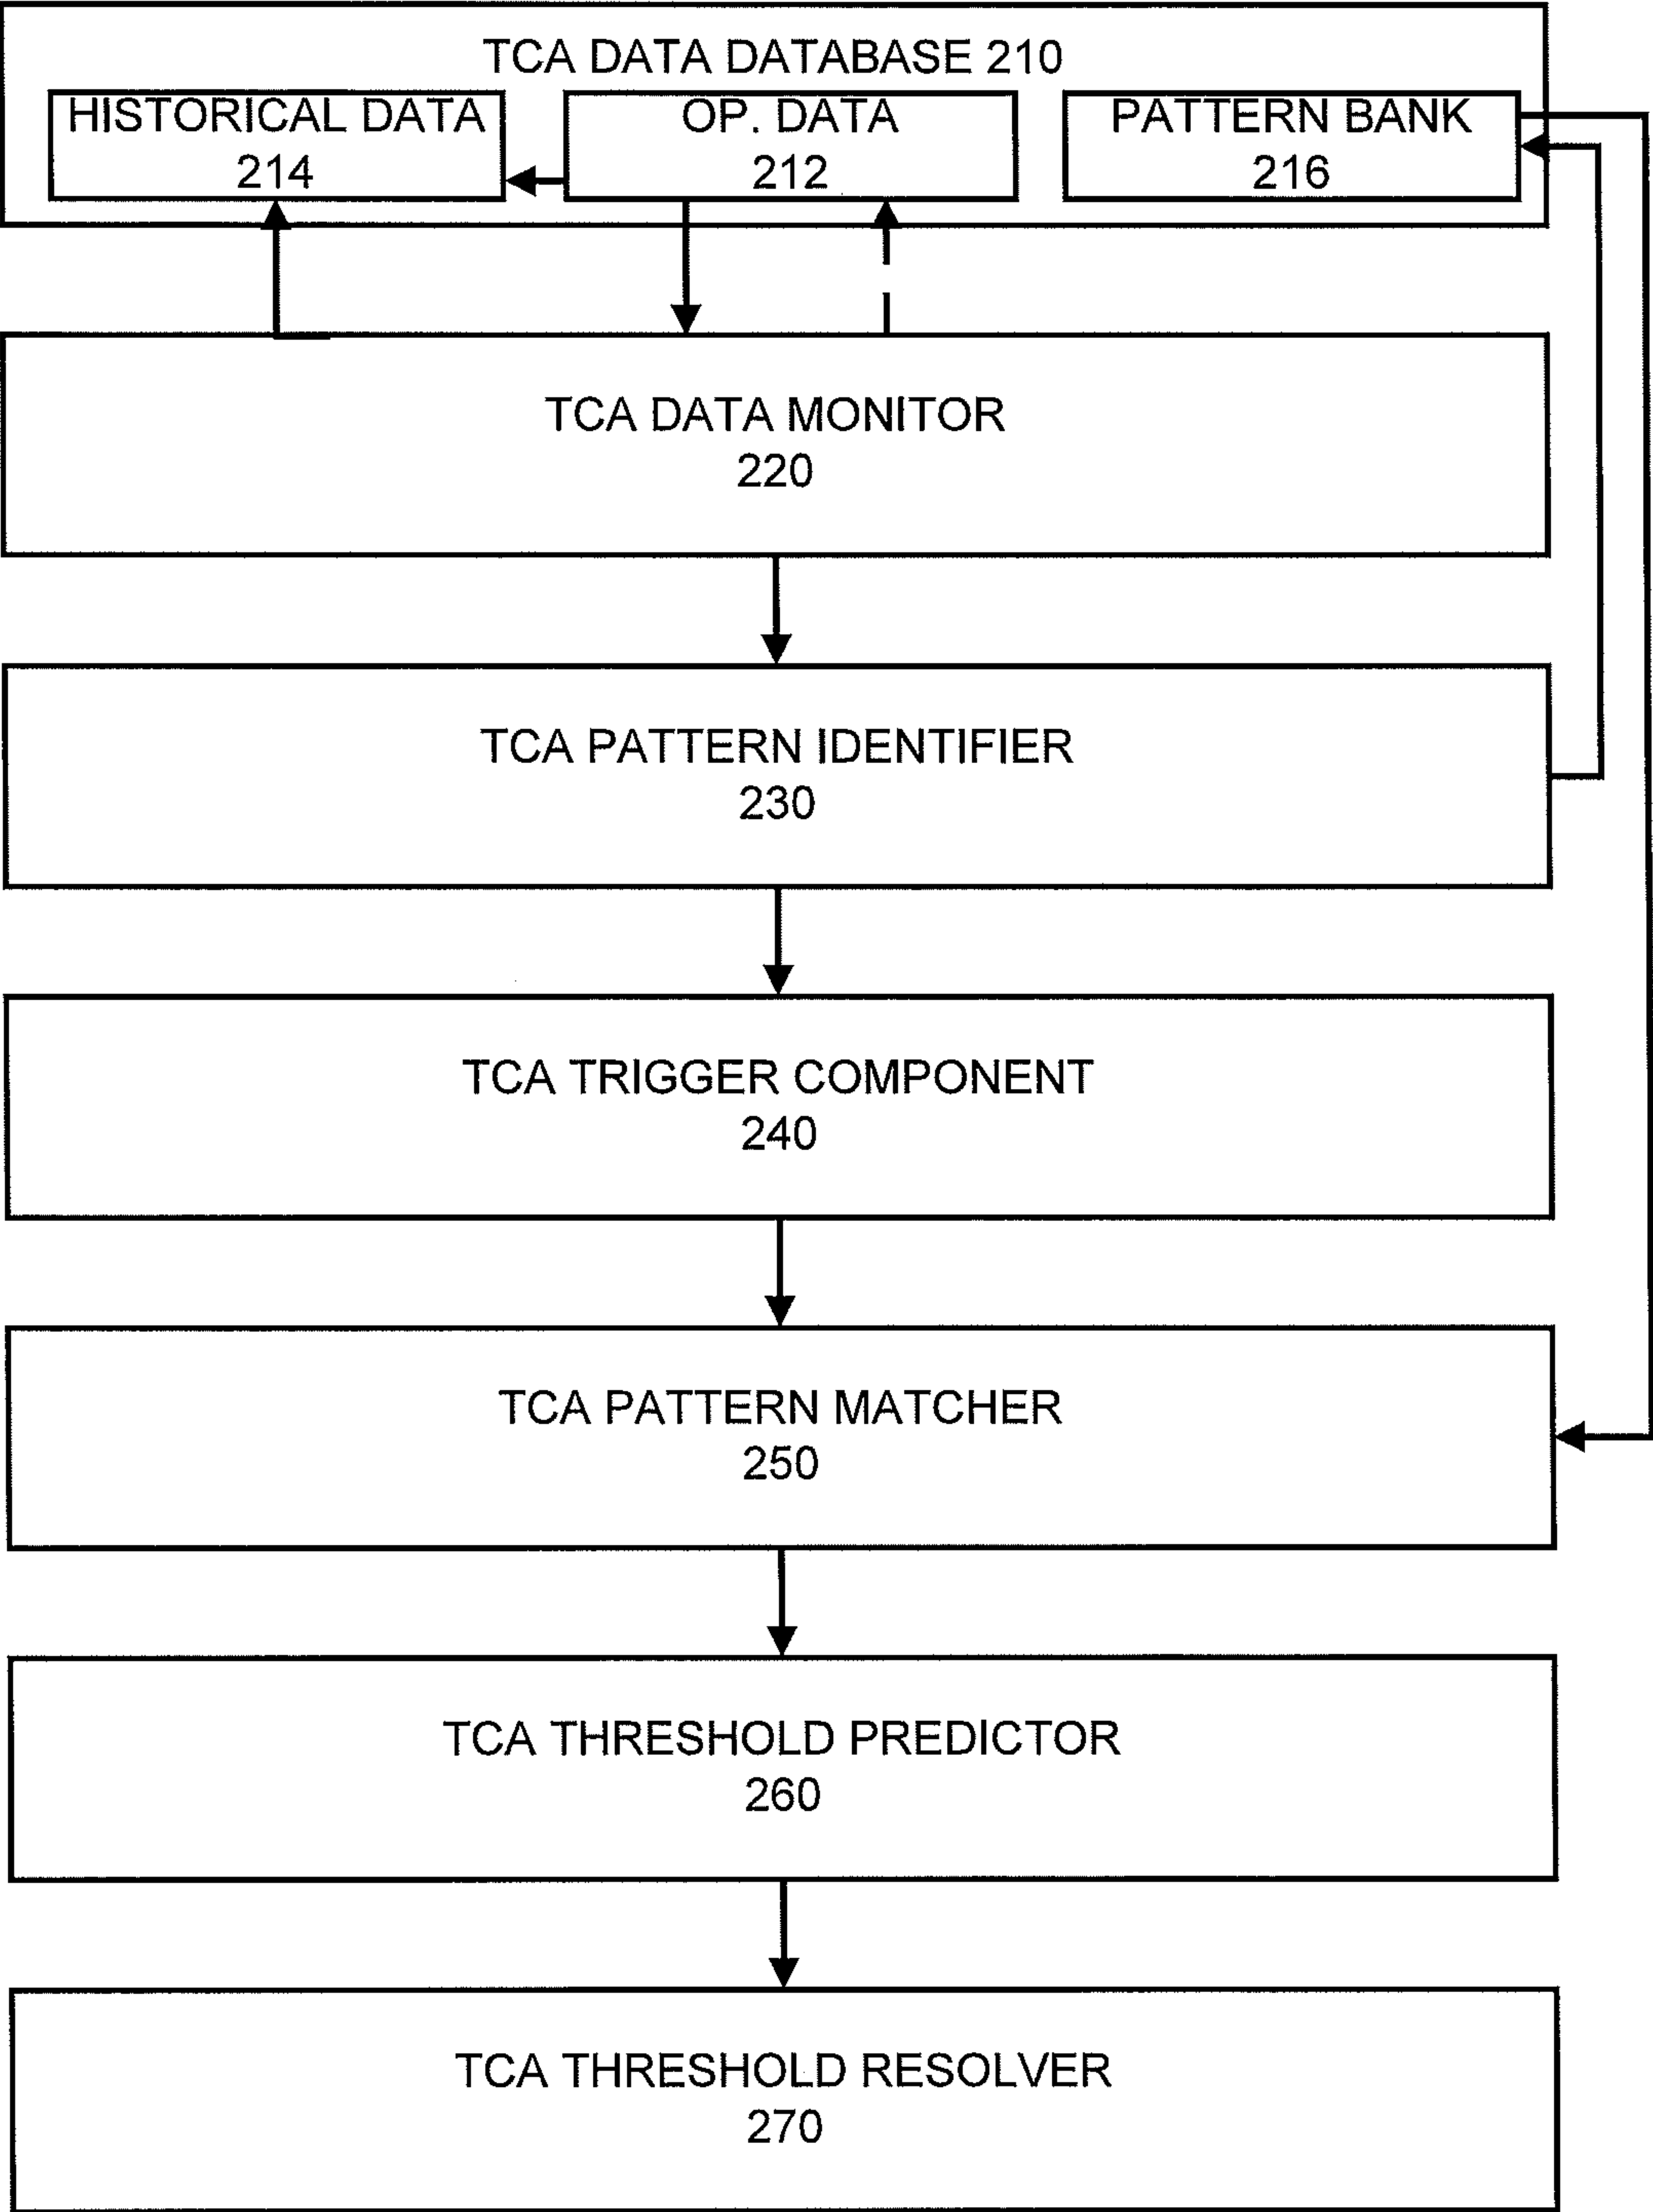 TCA DATA DATABASE 210
HISTORICAL DATA
214
OP. DATA
212
PATTERN BANK
216
TCA DATA MONITOR
220
TCA PATTERN IDENTIFIER
230
TCA TRIGGER COMPONENT
240
TCA PATTERN MATCHER
250
TCA THRESHOLD PREDICTOR
260
TCA THRESHOLD RESOLVER
270